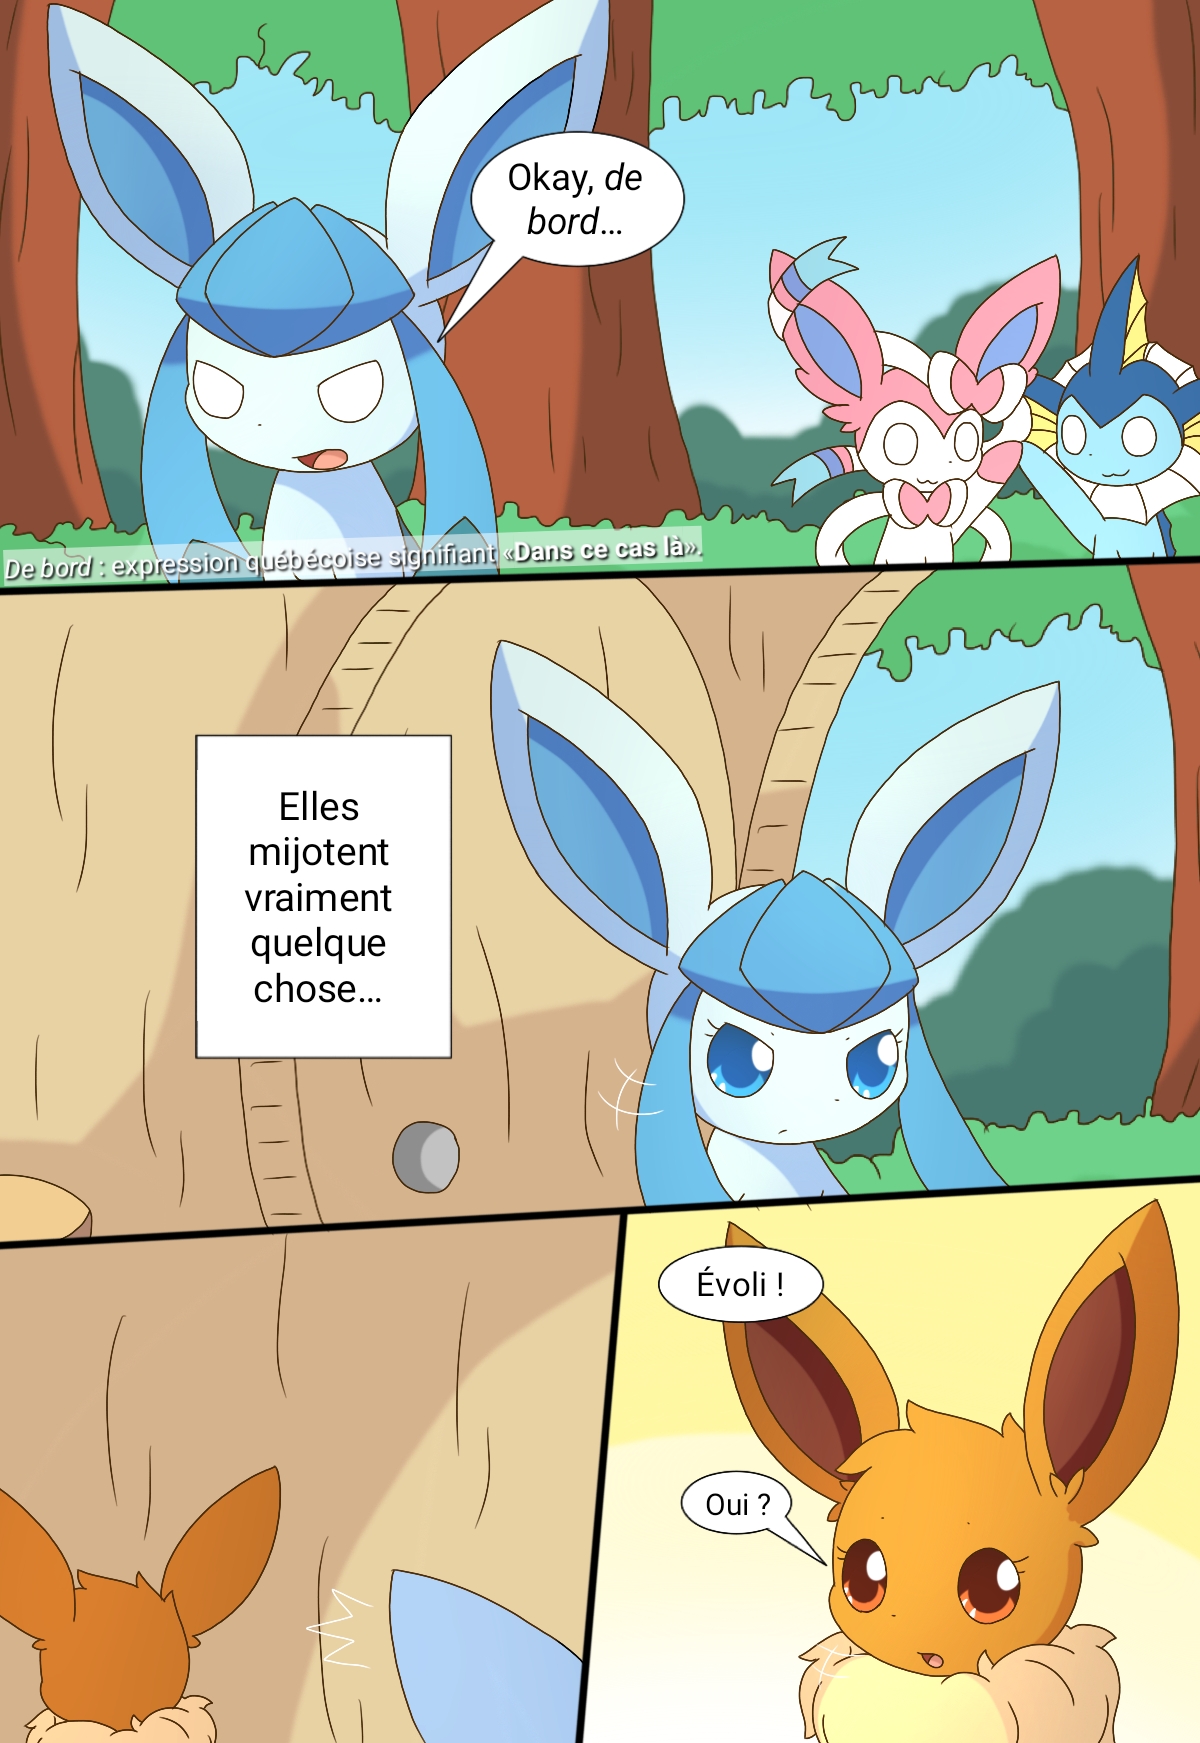 Okay, de
bord...
De bord : expression québécoise signifiant «Dans ce cas là».
Elles
mijotent
vraiment
quelque
chose...
Évoli !
Oui ?